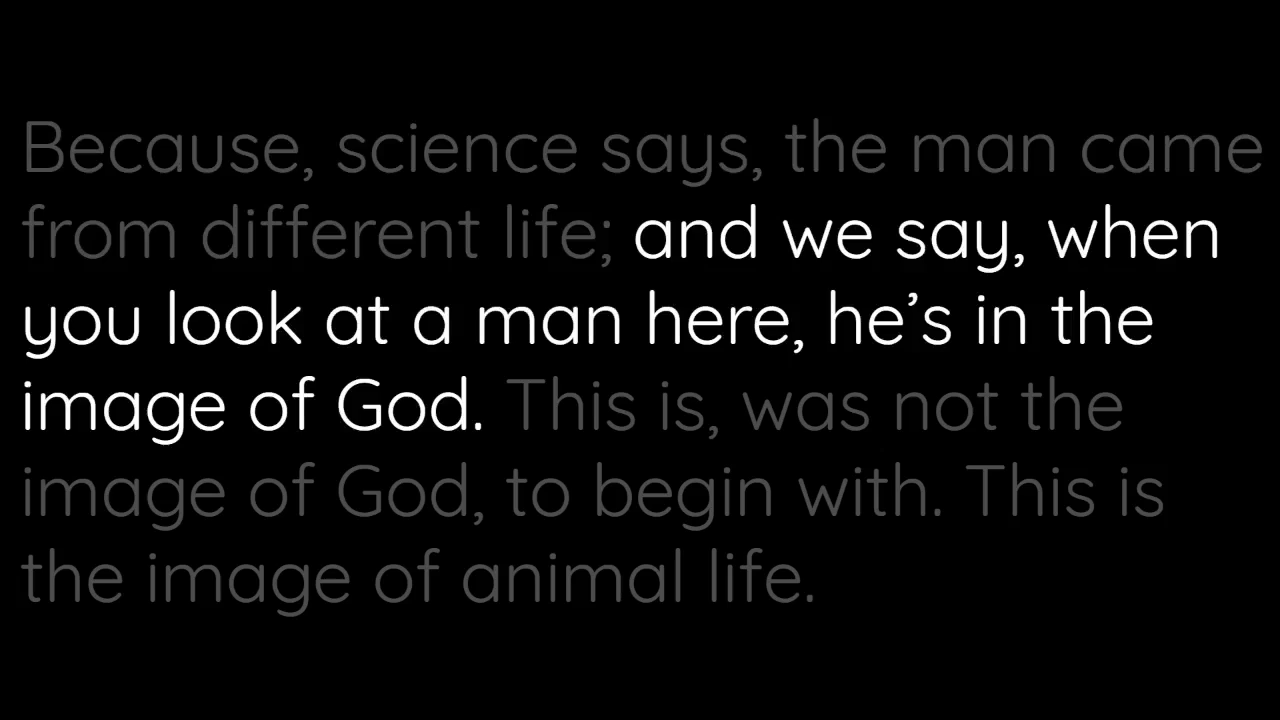 Because, science says, the man came
from different life; and we say, when
you look at a man here, he’s in the
image of God. This is, was not the
image of God, to begin with. This is
the image of animal life.